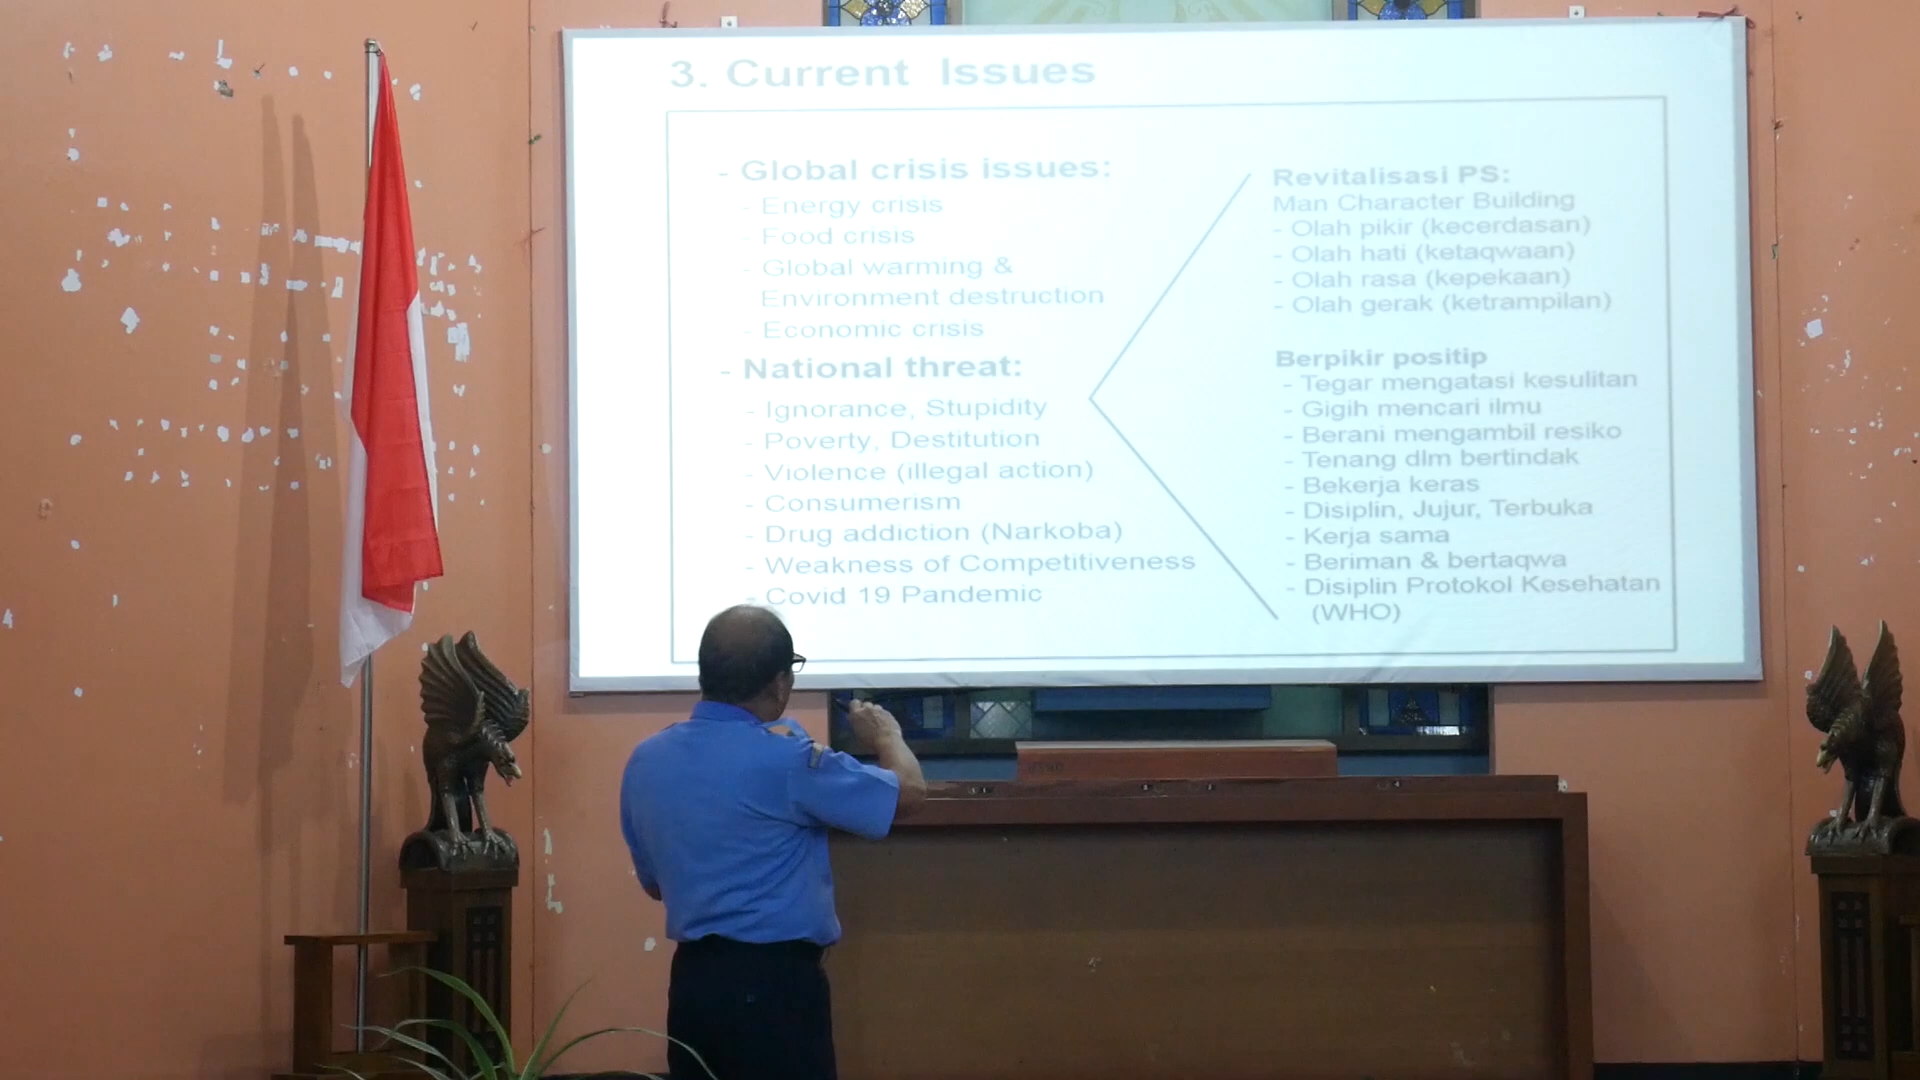 3. Current Issues
- Global crisis issues:
- Energy crisis
- Food crisis
- Global warming &
Environment destruction
- Economic crisis
- National threat:
- Ignorance, Stupidity
- Poverty, Destitution
- Violence (illegal action)
- Consumerism
- Drug addiction (Narkoba)
- Weakness of Competitiveness
- Covid 19 Pandemic
Revitalisasi PS:
Man Character Building
- Olah pikir (kecerdasan)
- Olah hati (ketaqwaan)
- Olah rasa (kepekaan)
- Olah gerak (ketrampilan)
Berpikir positip
- Tegar mengatasi kesulitan
- Gigih mencari ilmu
- Berani mengambil resiko
- Tenang dlm bertindak
- Bekerja keras
- Disiplin, Jujur, Terbuka
- Kerja sama
- Beriman & bertaqwa
- Disiplin Protokol Kesehatan
(WHO)